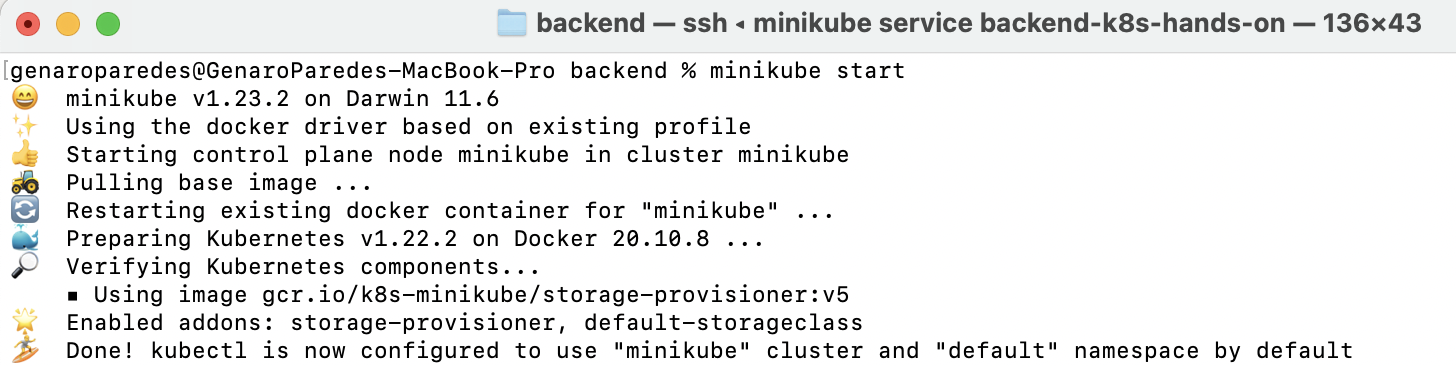 backend — ssh ◂ minikube service backend-k8s-hands-on — 136×43
[genaroparedes@GenaroParedes-MacBook-Pro backend % minikube start
😄  minikube v1.23.2 on Darwin 11.6
✨  Using the docker driver based on existing profile
👍  Starting control plane node minikube in cluster minikube
🚜  Pulling base image ...
🔄  Restarting existing docker container for "minikube" ...
🐳  Preparing Kubernetes v1.22.2 on Docker 20.10.8 ...
🔎  Verifying Kubernetes components...
    ▪ Using image gcr.io/k8s-minikube/storage-provisioner:v5
🌟  Enabled addons: storage-provisioner, default-storageclass
🏄  Done! kubectl is now configured to use "minikube" cluster and "default" namespace by default